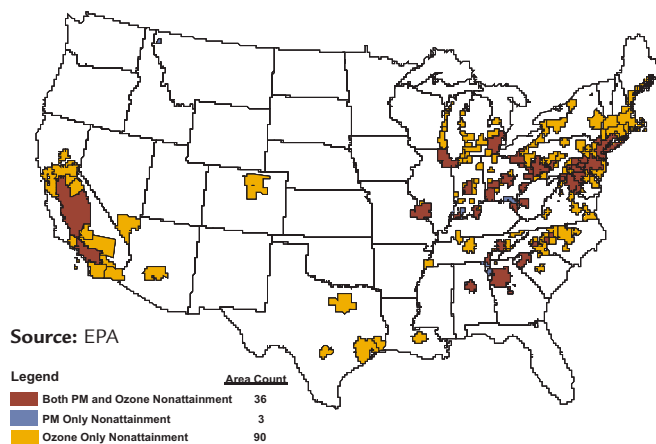 Source: EPA
Legend Area Count
Both PM and Ozone Nonattainment 36
PM Only Nonattainment 3
Ozone Only Nonattainment 90